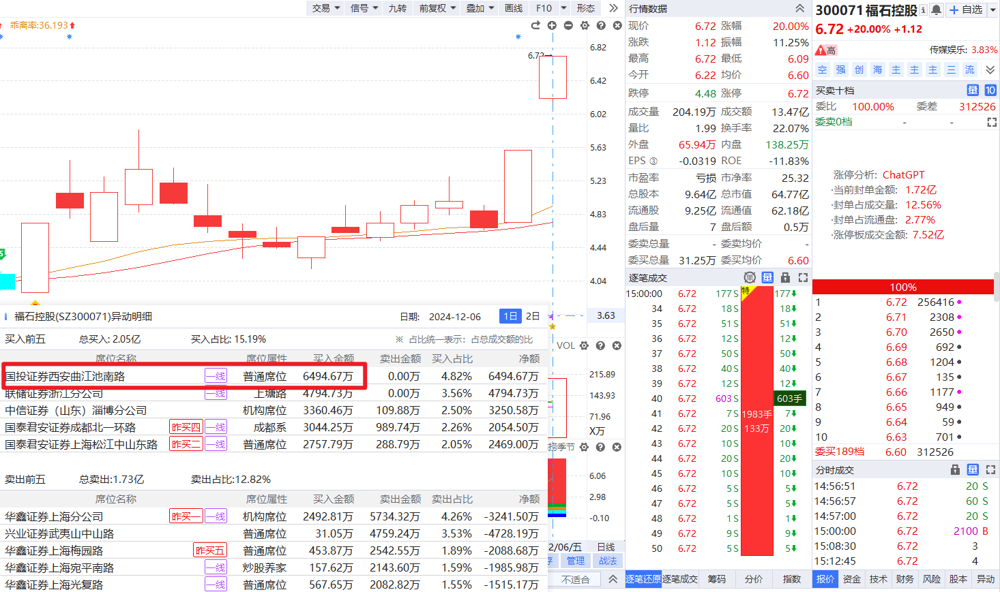 交易 信号 九转 前复权 叠加 画线 F10 形态
乖离率:36.193
6.72
6.82
6.42
6.02
5.63
5.23
4.83
4.44
4.04
3.63
福石控股(SZ300071)异动明细 日期: 2024-12-06 1日 2日
买入前五 总买入: 2.05亿 买入占比: 15.19% ※ 占比统一表示: 占总成交额的比
席位名称 席位属性 买入金额 卖出金额 买入占比 净额
国投证券西安曲江池南路 一线 普通席位 6494.67万 0.00万 4.82% 6494.67万
联储证券浙江分公司 一线 上塘路 4794.73万 0.00万 3.56% 4794.73万
中信证券（山东）淄博分公司 机构席位 3360.46万 109.88万 2.50% 3250.58万
国泰君安证券成都北一环路 昨买四 一线 成都系 3044.25万 989.74万 2.26% 2054.50万
国泰君安证券上海松江中山东路 昨买二 一线 普通席位 2757.79万 288.79万 2.05% 2469.00万
卖出前五 总卖出:1.73亿 卖出占比:12.82%
席位名称 席位属性 买入金额 卖出金额 卖出占比 净额
华鑫证券上海分公司 昨买一 一线 机构席位 2492.81万 5734.32万 4.26% -3241.50万
兴业证券武夷山中山路 普通席位 31.05万 4759.24万 3.53% -4728.19万
华鑫证券上海梅园路 昨买五 普通席位 453.87万 2542.55万 1.89% -2088.68万
华鑫证券上海宛平南路 一线 炒股养家 157.62万 2143.60万 1.59% -1985.98万
华鑫证券上海光复路 一线 普通席位 567.65万 2082.82万 1.55% -1515.17万
VOL
215.89
143.93
71.96
X万
捞季节
6.06
2.98
-0.10
2/06/五 日线
管理 战法
不适合
行情数据
现价 6.72 涨幅 20.00%
涨跌 1.12 振幅 11.25%
最高 6.72 最低 6.09
今开 6.22 均价 6.60
跌停 4.48 涨停 6.72
成交量 204.19万 成交额 13.47亿
量比 1.99 换手率 22.07%
外盘 65.94万 内盘 138.25万
EPS ③ -0.0319 ROE -11.83%
市盈率 亏损 市净率 25.32
总股本 9.64亿 总市值 64.77亿
流通股 9.25亿 流通值 62.18亿
盘后量 7 盘后额 0.5万
委卖总量 - 委卖均价 -
委买总量 31.25万 委买均价 6.60
逐笔成交 单 量
15:00:00 6.72 177 S 特 177
34 6.72 18 S 18
35 6.72 51 S 51
36 6.72 12 S 12
37 6.72 50 S 50
38 6.72 40 S 40
39 6.72 12 S 12
40 6.72 603 S 603手
41 6.72 7 S 1983手 7
42 6.72 20 S 133万 20
43 6.72 10 S 10
44 6.72 20 S 20
45 6.72 10 S 10
46 6.72 5 S 5
47 6.72 5 S 5
48 6.72 1 S 1
49 6.72 9 S 9
50 6.72 5 S 5
逐笔还原 逐笔成交 筹码 分价 指数
300071 福石控股 自选
6.72 +20.00% +1.12
高 传媒娱乐: 3.83%
空 强 创 海 主 主 主 三 流
买卖十档 量 10
委比 100.00% 委差 312526
委卖0档 - -
涨停分析: ChatGPT
·当前封单金额: 1.72亿
·封单占成交量: 12.56%
·封单占流通盘: 2.77%
·涨停板成交金额: 7.52亿
100%
1 6.72 256416
2 6.71 2308
3 6.70 2650
4 6.69 692
5 6.68 1204
6 6.67 135
7 6.66 1177
8 6.65 949
9 6.64 59
10 6.63 701
委买189档 6.60 312526
分时成交 量
14:56:51 6.72 20 S
14:56:57 6.72 60 S
14:57:00 6.72 20 S
15:00:00 6.72 2100 B
15:08:30 6.72 3
15:12:45 6.72 4
报价 资金 技术 财务 风险 股本 异动